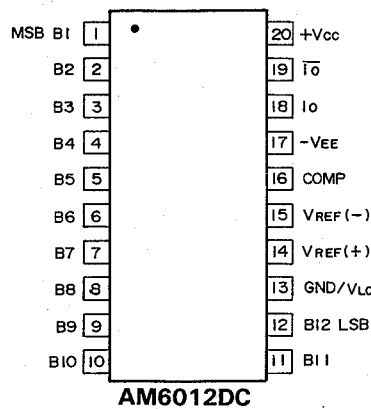 MSB B1 1 20 +Vcc
B2 2 19 I̅o̅
B3 3 18 Io
B4 4 17 -VEE
B5 5 16 COMP
B6 6 15 VREF(-)
B7 7 14 VREF(+)
B8 8 13 GND/VLC
B9 9 12 B12 LSB
B10 10 11 B11
AM6012DC